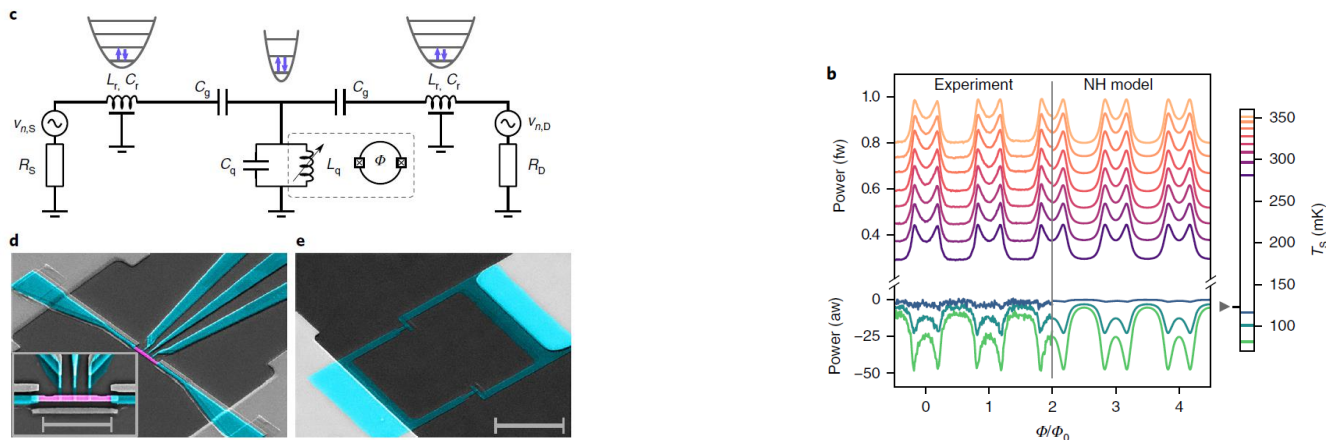 c
L_r, C_r
C_g
C_g
L_r, C_r
v_n,S
R_S
C_q
L_q
Φ
v_n,D
R_D
d
e
b
Experiment
NH model
1.0
0.8
0.6
0.4
Power (fw)
0
−25
−50
Power (aw)
0
1
2
3
4
Φ/Φ_0
350
300
250
200
150
100
T_S (mK)